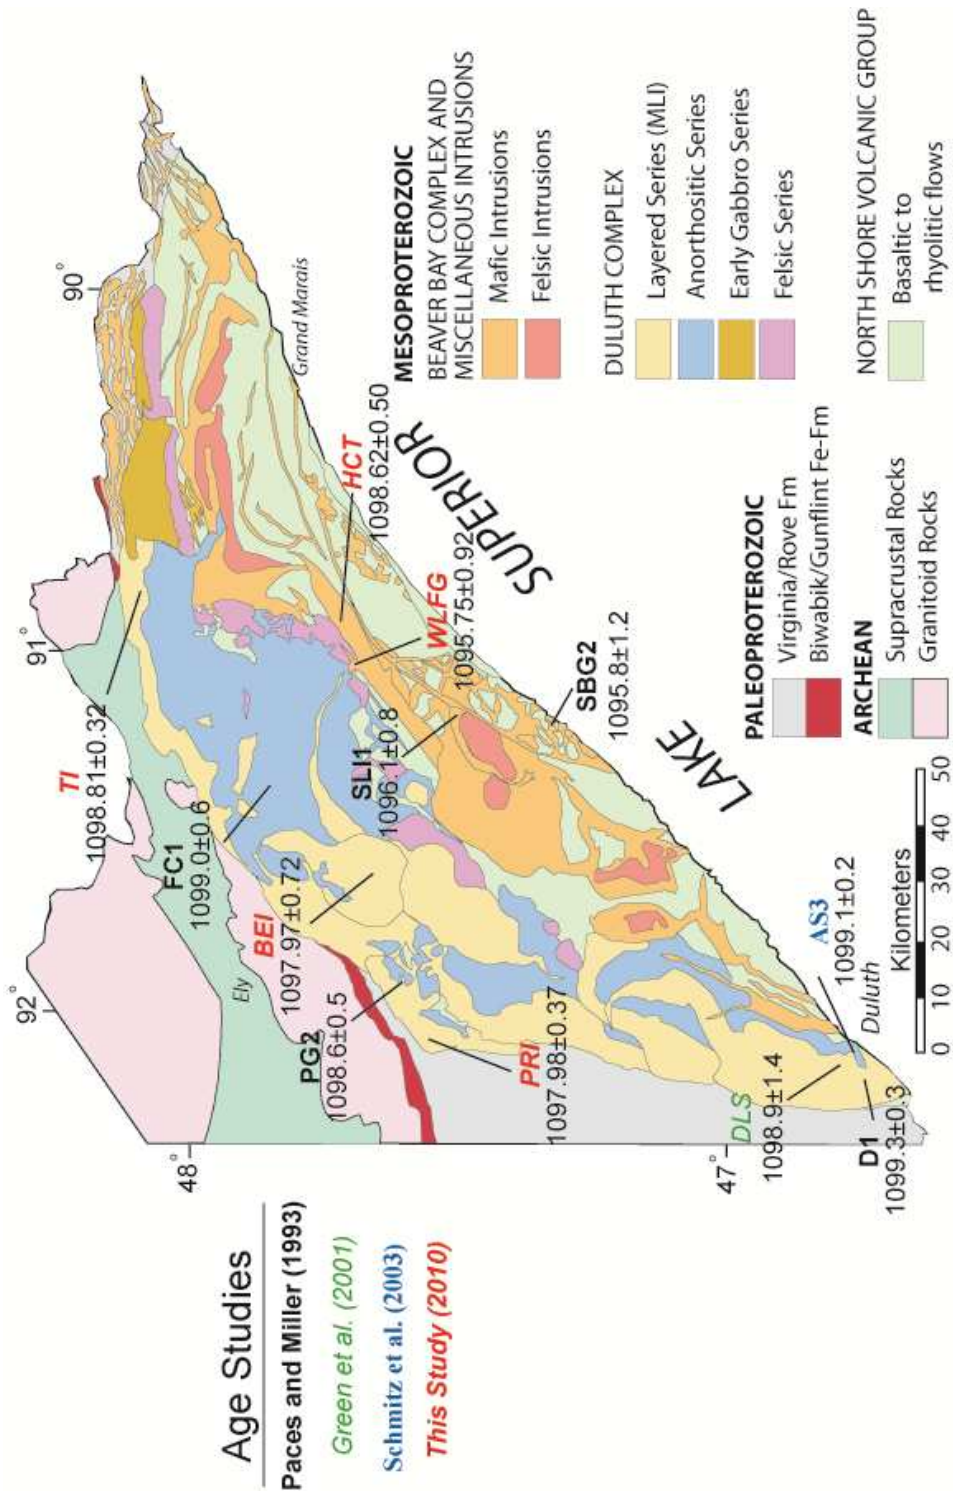 Age Studies
Paces and Miller (1993)
Green et al. (2001)
Schmitz et al. (2003)
This Study (2010)
92°
91°
90°
48°
47°
Ely
TI
1098.81±0.32
FC1
1099.0±0.6
BEI
1097.97±0.72
PG2
1098.6±0.5
PRI
1097.98±0.37
DLS
1098.9±1.4
D1
1099.3±0.3
AS3
1099.1±0.2
Duluth
SLI1
1096.1±0.8
WLFG
1095.75±0.92
HCT
1098.62±0.50
SBG2
1095.8±1.2
Grand Marais
LAKE
SUPERIOR
0 10 20 30 40 50
Kilometers
MESOPROTEROZOIC
BEAVER BAY COMPLEX AND
MISCELLANEOUS INTRUSIONS
Mafic Intrusions
Felsic Intrusions
DULUTH COMPLEX
Layered Series (MLI)
Anorthositic Series
Early Gabbro Series
Felsic Series
NORTH SHORE VOLCANIC GROUP
Basaltic to
rhyolitic flows
PALEOPROTEROZOIC
Virginia/Rove Fm
Biwabik/Gunflint Fe-Fm
ARCHEAN
Supracrustal Rocks
Granitoid Rocks